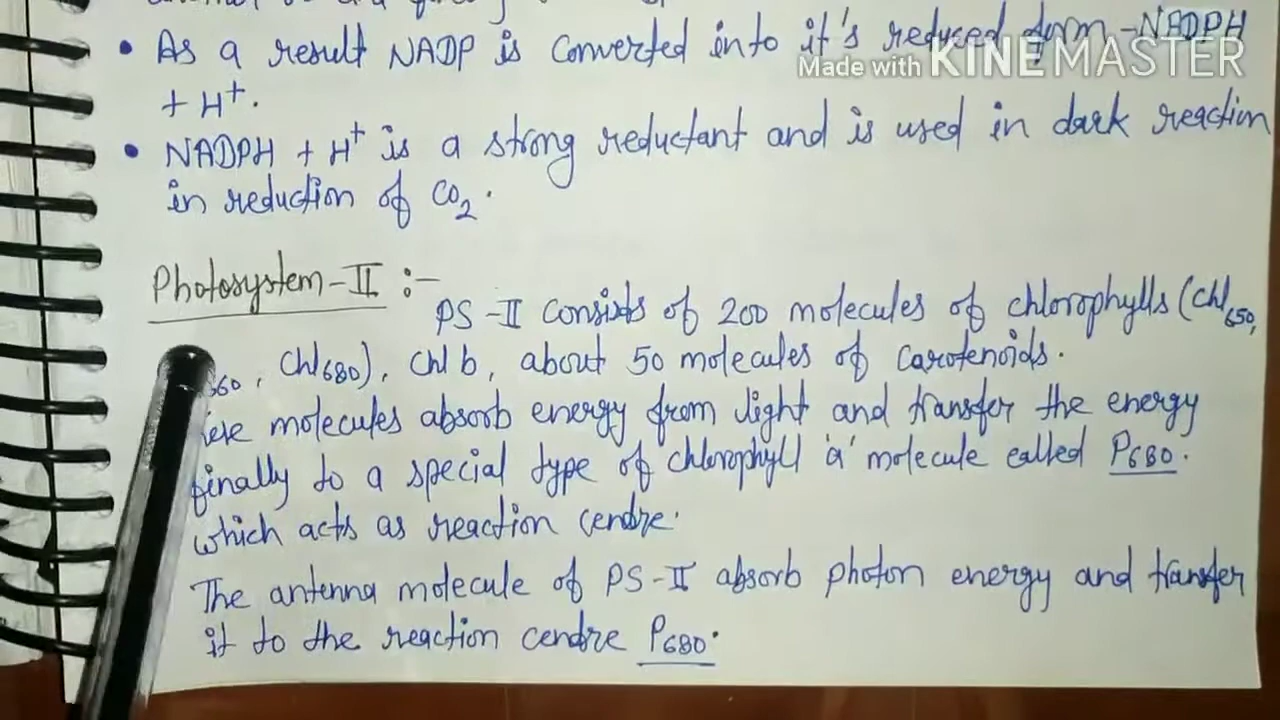 • As a result NADP is converted into it's reduced form - NADPH
Made with KINEMASTER
+ H⁺.
• NADPH + H⁺ is a strong reductant and is used in dark reaction
in reduction of CO₂.
Photosystem-II :-
PS-II consists of 200 molecules of chlorophylls (Chl₆₅₀,
₆₆₀, Chl₆₈₀), Chl b, about 50 molecules of carotenoids.
molecules absorb energy from light and transfer the energy
finally to a special type of chlorophyll 'a' molecule called P₆₈₀.
which acts as reaction centre.
The antenna molecule of PS-II absorb photon energy and transfer
it to the reaction centre P₆₈₀.